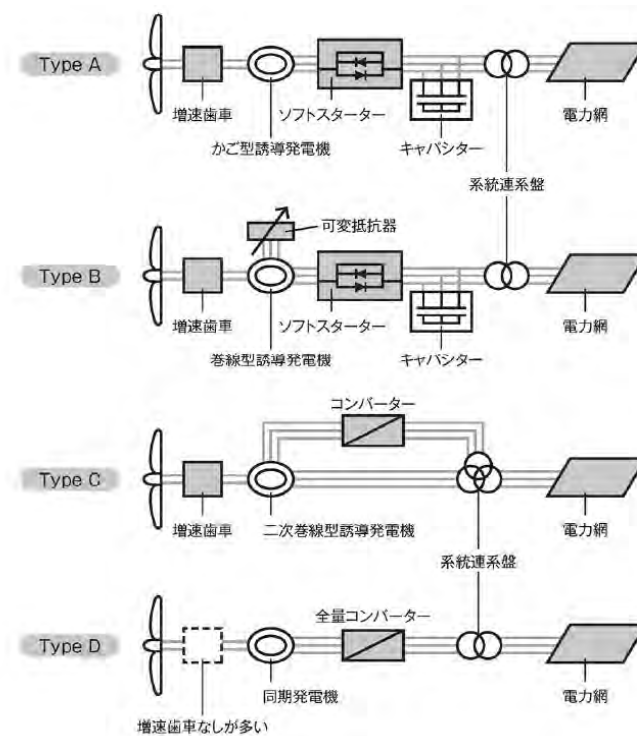 Type A
増速歯車
かご型誘導発電機
ソフトスターター
キャパシター
電力網
系統連系盤
可変抵抗器
Type B
増速歯車
巻線型誘導発電機
ソフトスターター
キャパシター
電力網
コンバーター
Type C
増速歯車
二次巻線型誘導発電機
電力網
系統連系盤
全量コンバーター
Type D
同期発電機
電力網
増速歯車なしが多い